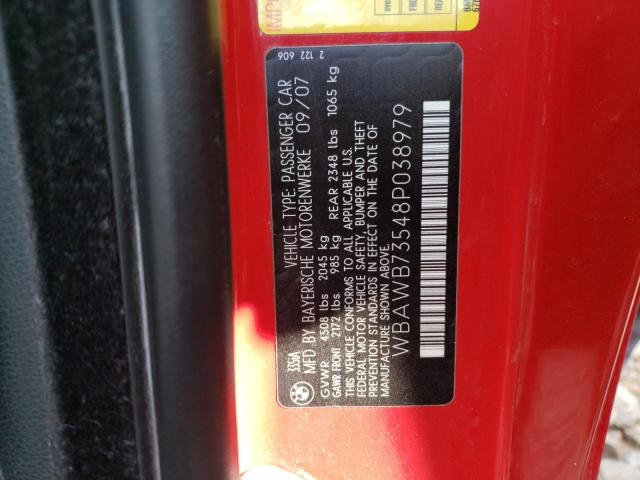 335iA VEHICLE TYPE: PASSENGER CAR
MFD BY BAYERISCHE MOTORENWERKE 09/07
GVWR 4508 lbs 2045 kg
GAWR FRONT 2172 lbs. 985 kg REAR 2348 lbs 1065 kg
THIS VEHICLE CONFORMS TO ALL APPLICABLE U.S.
FEDERAL MOTOR VEHICLE SAFETY, BUMPER AND THEFT
PREVENTION STANDARDS IN EFFECT ON THE DATE OF
MANUFACTURE SHOWN ABOVE.
WBAWB73548P038979
2 122 606